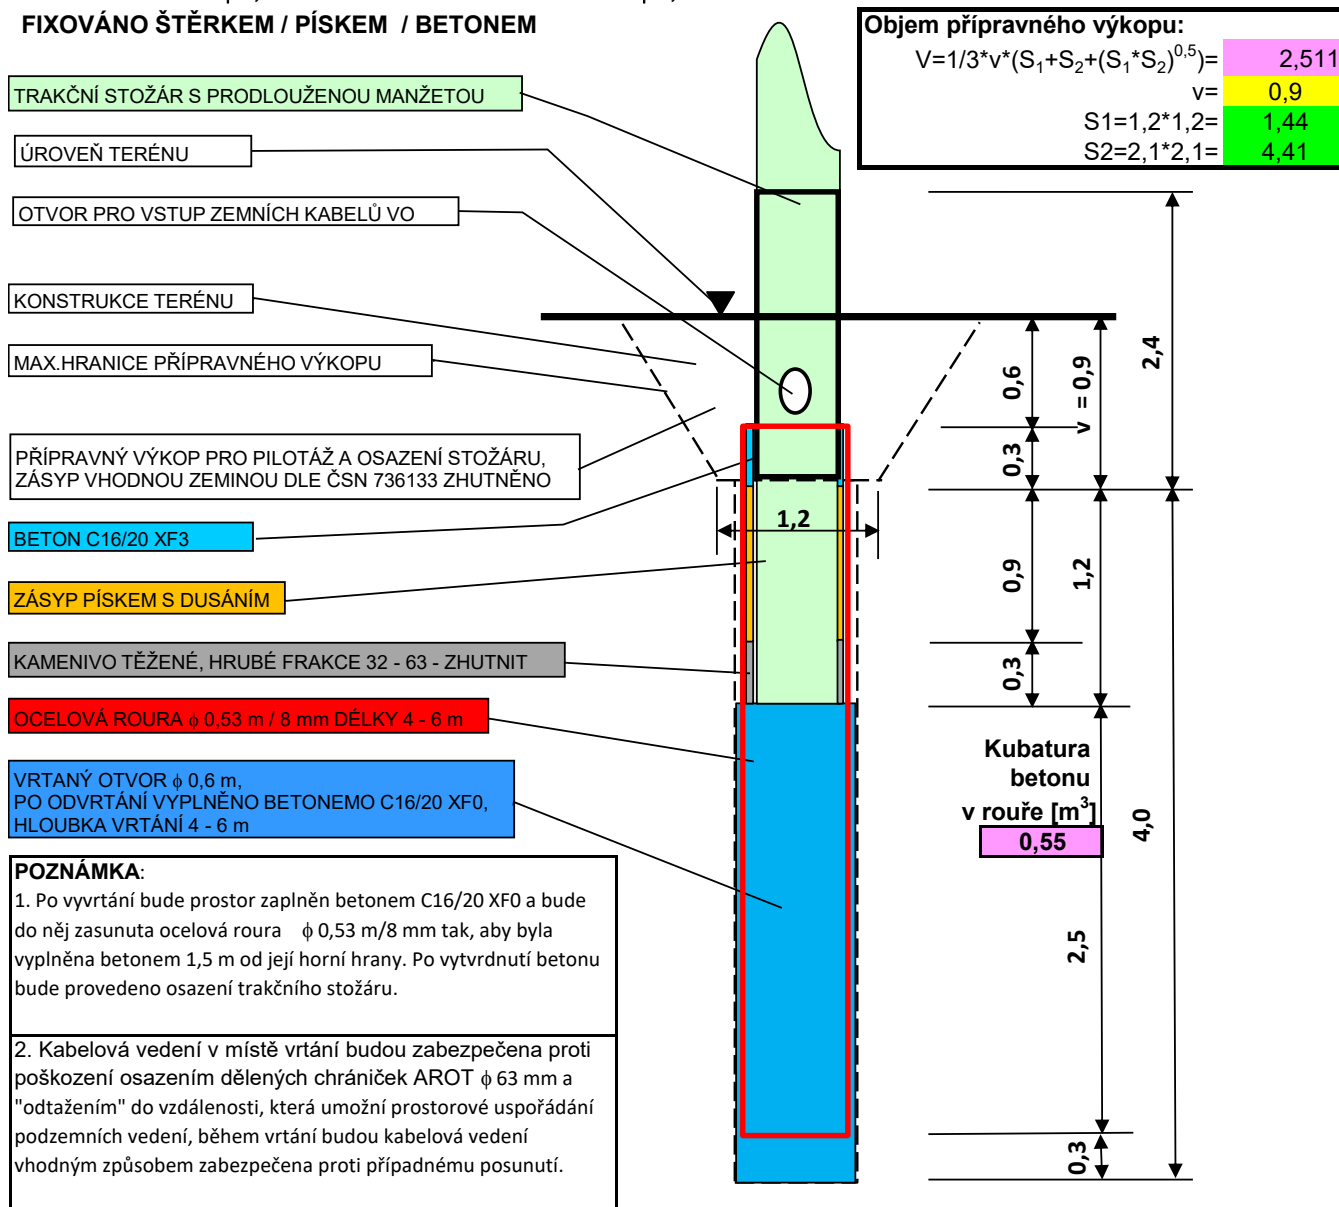 FIXOVÁNO ŠTĚRKEM / PÍSKEM / BETONEM
Objem přípravného výkopu:
V=1/3*v*(S1+S2+(S1*S2)^0,5)= 2,511
v= 0,9
S1=1,2*1,2= 1,44
S2=2,1*2,1= 4,41
TRAKČNÍ STOŽÁR S PRODLOUŽENOU MANŽETOU
ÚROVEŇ TERÉNU
OTVOR PRO VSTUP ZEMNÍCH KABELŮ VO
KONSTRUKCE TERÉNU
MAX.HRANICE PŘÍPRAVNÉHO VÝKOPU
PŘÍPRAVNÝ VÝKOP PRO PILOTÁŽ A OSAZENÍ STOŽÁRU,
ZÁSYP VHODNOU ZEMINOU DLE ČSN 736133 ZHUTNĚNO
BETON C16/20 XF3
ZÁSYP PÍSKEM S DUSÁNÍM
KAMENIVO TĚŽENÉ, HRUBÉ FRAKCE 32 - 63 - ZHUTNIT
OCELOVÁ ROURA ϕ 0,53 m / 8 mm DÉLKY 4 - 6 m
VRTANÝ OTVOR ϕ 0,6 m,
PO ODVRTÁNÍ VYPLNĚNO BETONEMO C16/20 XF0,
HLOUBKA VRTÁNÍ 4 - 6 m
2,4
0,6
v = 0,9
0,3
1,2
0,9
1,2
0,3
Kubatura
betonu
v rouře [m³]
0,55
4,0
2,5
0,3
POZNÁMKA:
1. Po vyvrtání bude prostor zaplněn betonem C16/20 XF0 a bude
do něj zasunuta ocelová roura ϕ 0,53 m/8 mm tak, aby byla
vyplněna betonem 1,5 m od její horní hrany. Po vytvrdnutí betonu
bude provedeno osazení trakčního stožáru.
2. Kabelová vedení v místě vrtání budou zabezpečena proti
poškození osazením dělených chrániček AROT ϕ 63 mm a
"odtažením" do vzdálenosti, která umožní prostorové uspořádání
podzemních vedení, během vrtání budou kabelová vedení
vhodným způsobem zabezpečena proti případnému posunutí.